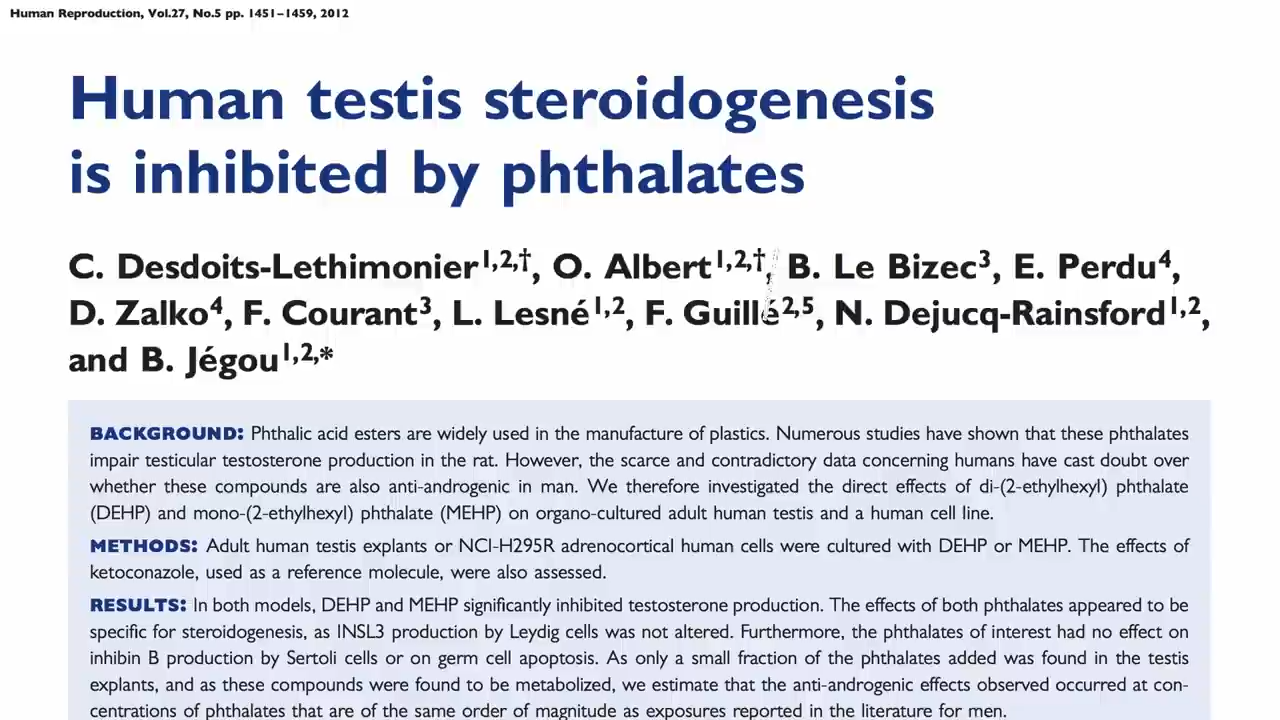 Human Reproduction, Vol.27, No.5 pp. 1451–1459, 2012
Human testis steroidogenesis
is inhibited by phthalates
C. Desdoits-Lethimonier1,2,†, O. Albert1,2,†, B. Le Bizec3, E. Perdu4,
D. Zalko4, F. Courant3, L. Lesné1,2, F. Guillé2,5, N. Dejucq-Rainsford1,2,
and B. Jégou1,2,*
BACKGROUND: Phthalic acid esters are widely used in the manufacture of plastics. Numerous studies have shown that these phthalates
impair testicular testosterone production in the rat. However, the scarce and contradictory data concerning humans have cast doubt over
whether these compounds are also anti-androgenic in man. We therefore investigated the direct effects of di-(2-ethylhexyl) phthalate
(DEHP) and mono-(2-ethylhexyl) phthalate (MEHP) on organo-cultured adult human testis and a human cell line.
METHODS: Adult human testis explants or NCI-H295R adrenocortical human cells were cultured with DEHP or MEHP. The effects of
ketoconazole, used as a reference molecule, were also assessed.
RESULTS: In both models, DEHP and MEHP significantly inhibited testosterone production. The effects of both phthalates appeared to be
specific for steroidogenesis, as INSL3 production by Leydig cells was not altered. Furthermore, the phthalates of interest had no effect on
inhibin B production by Sertoli cells or on germ cell apoptosis. As only a small fraction of the phthalates added was found in the testis
explants, and as these compounds were found to be metabolized, we estimate that the anti-androgenic effects observed occurred at con-
centrations of phthalates that are of the same order of magnitude as exposures reported in the literature for men.